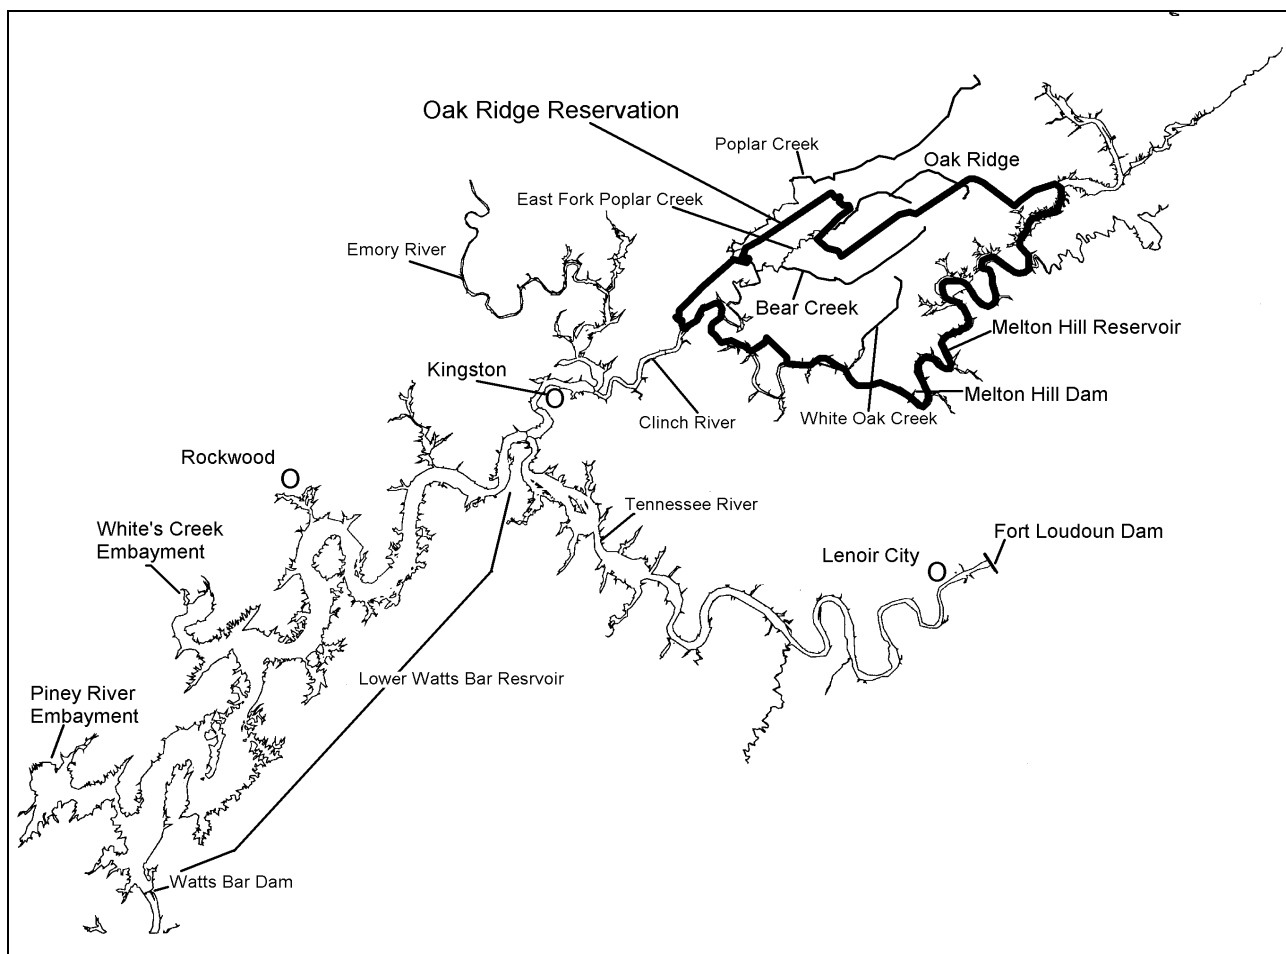 Oak Ridge Reservation
Poplar Creek
Oak Ridge
East Fork Poplar Creek
Emory River
Bear Creek
Melton Hill Reservoir
Kingston
Melton Hill Dam
Clinch River
White Oak Creek
Rockwood
Tennessee River
White's Creek
Embayment
Fort Loudoun Dam
Lenoir City
Lower Watts Bar Resrvoir
Piney River
Embayment
Watts Bar Dam